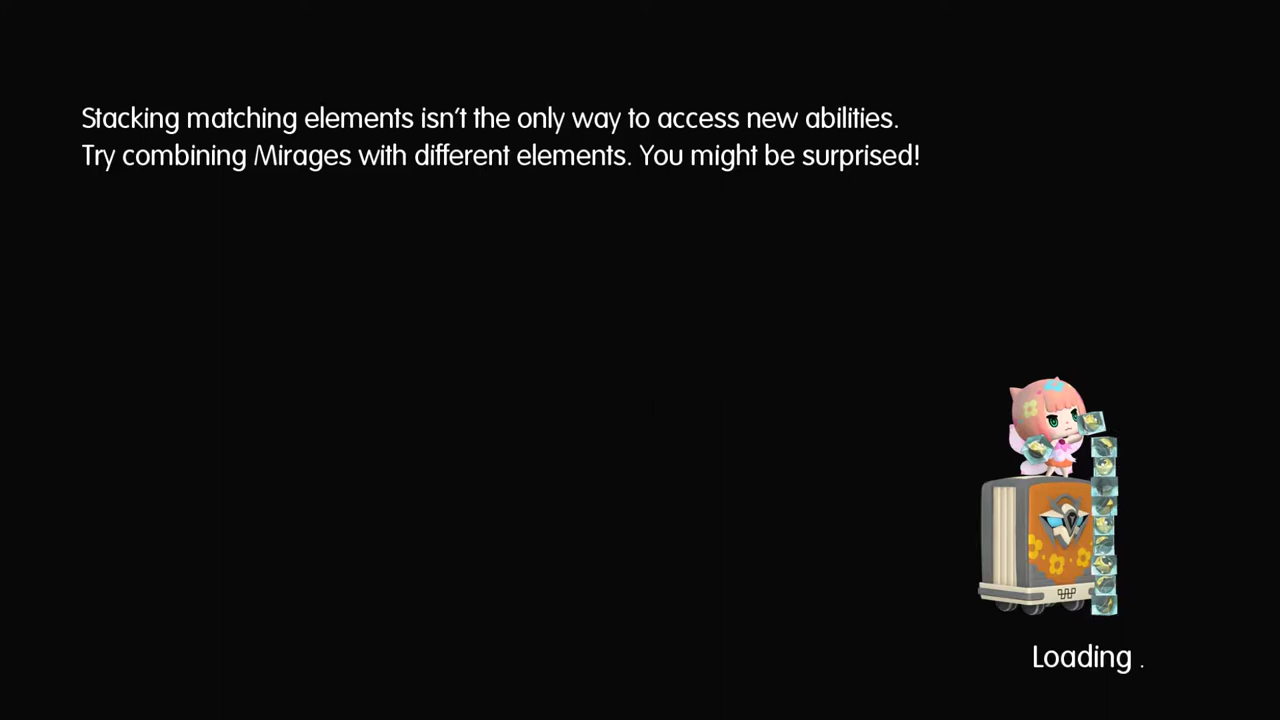 Stacking matching elements isn't the only way to access new abilities.
Try combining Mirages with different elements. You might be surprised!
Loading .